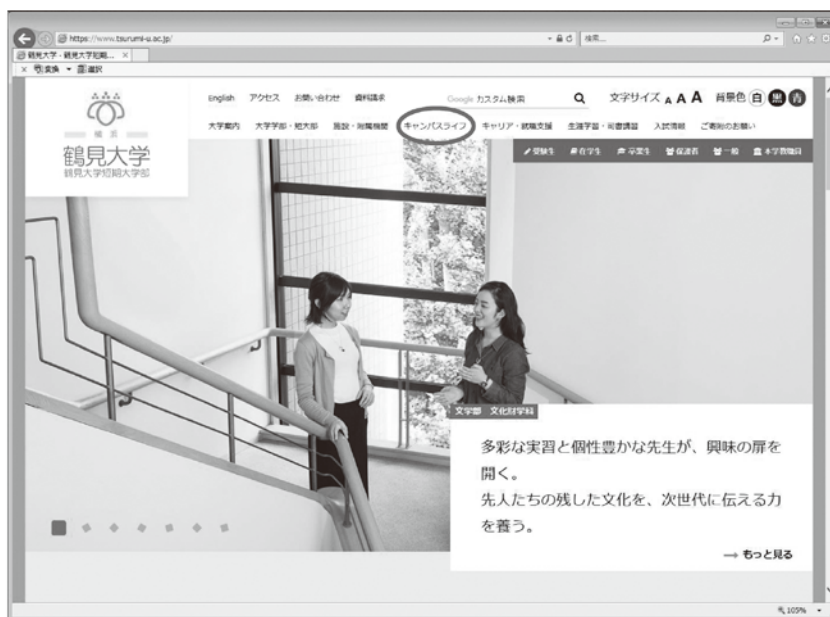 https://www.tsurumi-u.ac.jp/
検索...
鶴見大学 - 鶴見大学短期...
変換 選択
English アクセス お問い合わせ 資料請求 Google カスタム検索 文字サイズ A A A 背景色 白 黒 青
大学案内 大学学部・短大部 施設・附属機関 キャンパスライフ キャリア・就職支援 生涯学習・司書講習 入試情報 ご寄附のお願い
横浜
鶴見大学
鶴見大学短期大学部
受験生 在学生 卒業生 保護者 一般 本学教職員
文学部 文化財学科
多彩な実習と個性豊かな先生が、興味の扉を
開く。
先人たちの残した文化を、次世代に伝える力
を養う。
もっと見る
105%